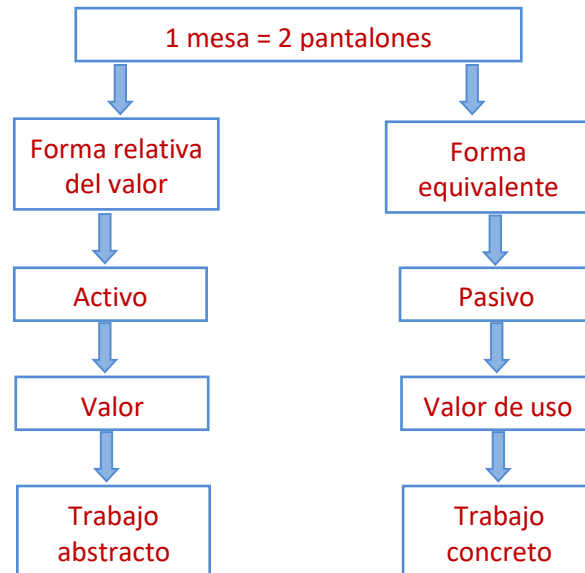 1 mesa = 2 pantalones
Forma relativa
del valor
Forma
equivalente
Activo
Pasivo
Valor
Valor de uso
Trabajo
abstracto
Trabajo
concreto